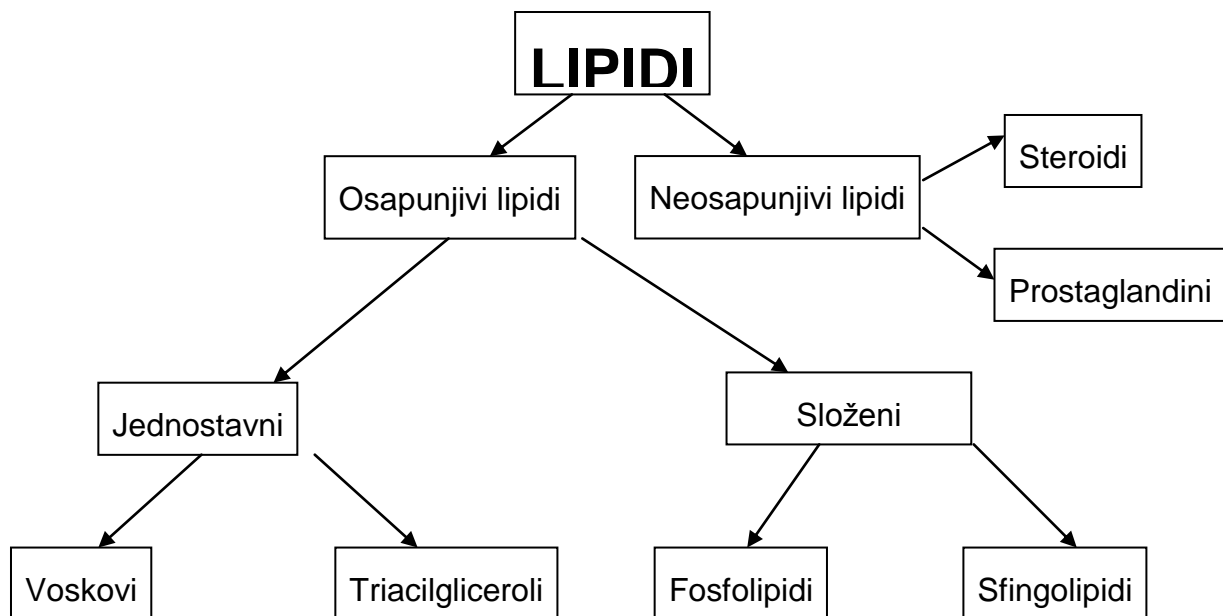 LIPIDI
Steroidi
Osapunjivi lipidi
Neosapunjivi lipidi
Prostaglandini
Jednostavni
Složeni
Voskovi
Triacilgliceroli
Fosfolipidi
Sfingolipidi